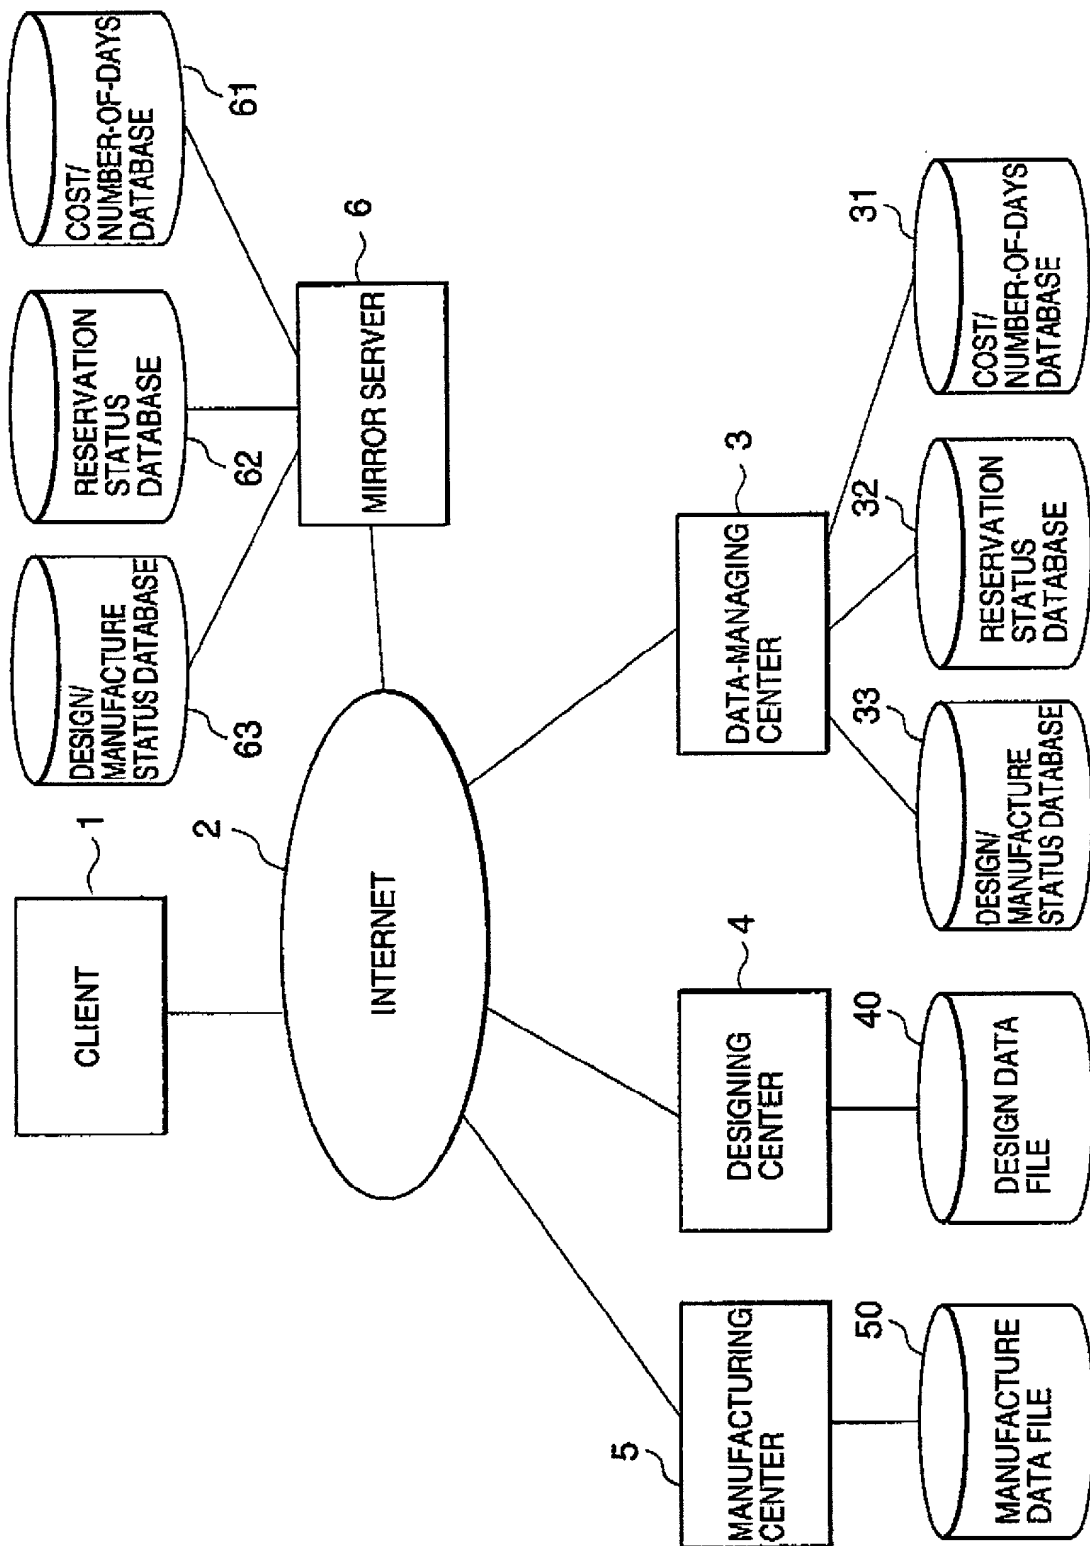 CLIENT
1
DESIGN/
MANUFACTURE
STATUS DATABASE
63
RESERVATION
STATUS
DATABASE
62
COST/
NUMBER-OF-DAYS
DATABASE
61
2
INTERNET
MIRROR SERVER
6
5
MANUFACTURING
CENTER
DESIGNING
CENTER
4
DATA-MANAGING
CENTER
3
50
MANUFACTURE
DATA FILE
40
DESIGN DATA
FILE
33
DESIGN/
MANUFACTURE
STATUS DATABASE
32
RESERVATION
STATUS
DATABASE
31
COST/
NUMBER-OF-DAYS
DATABASE